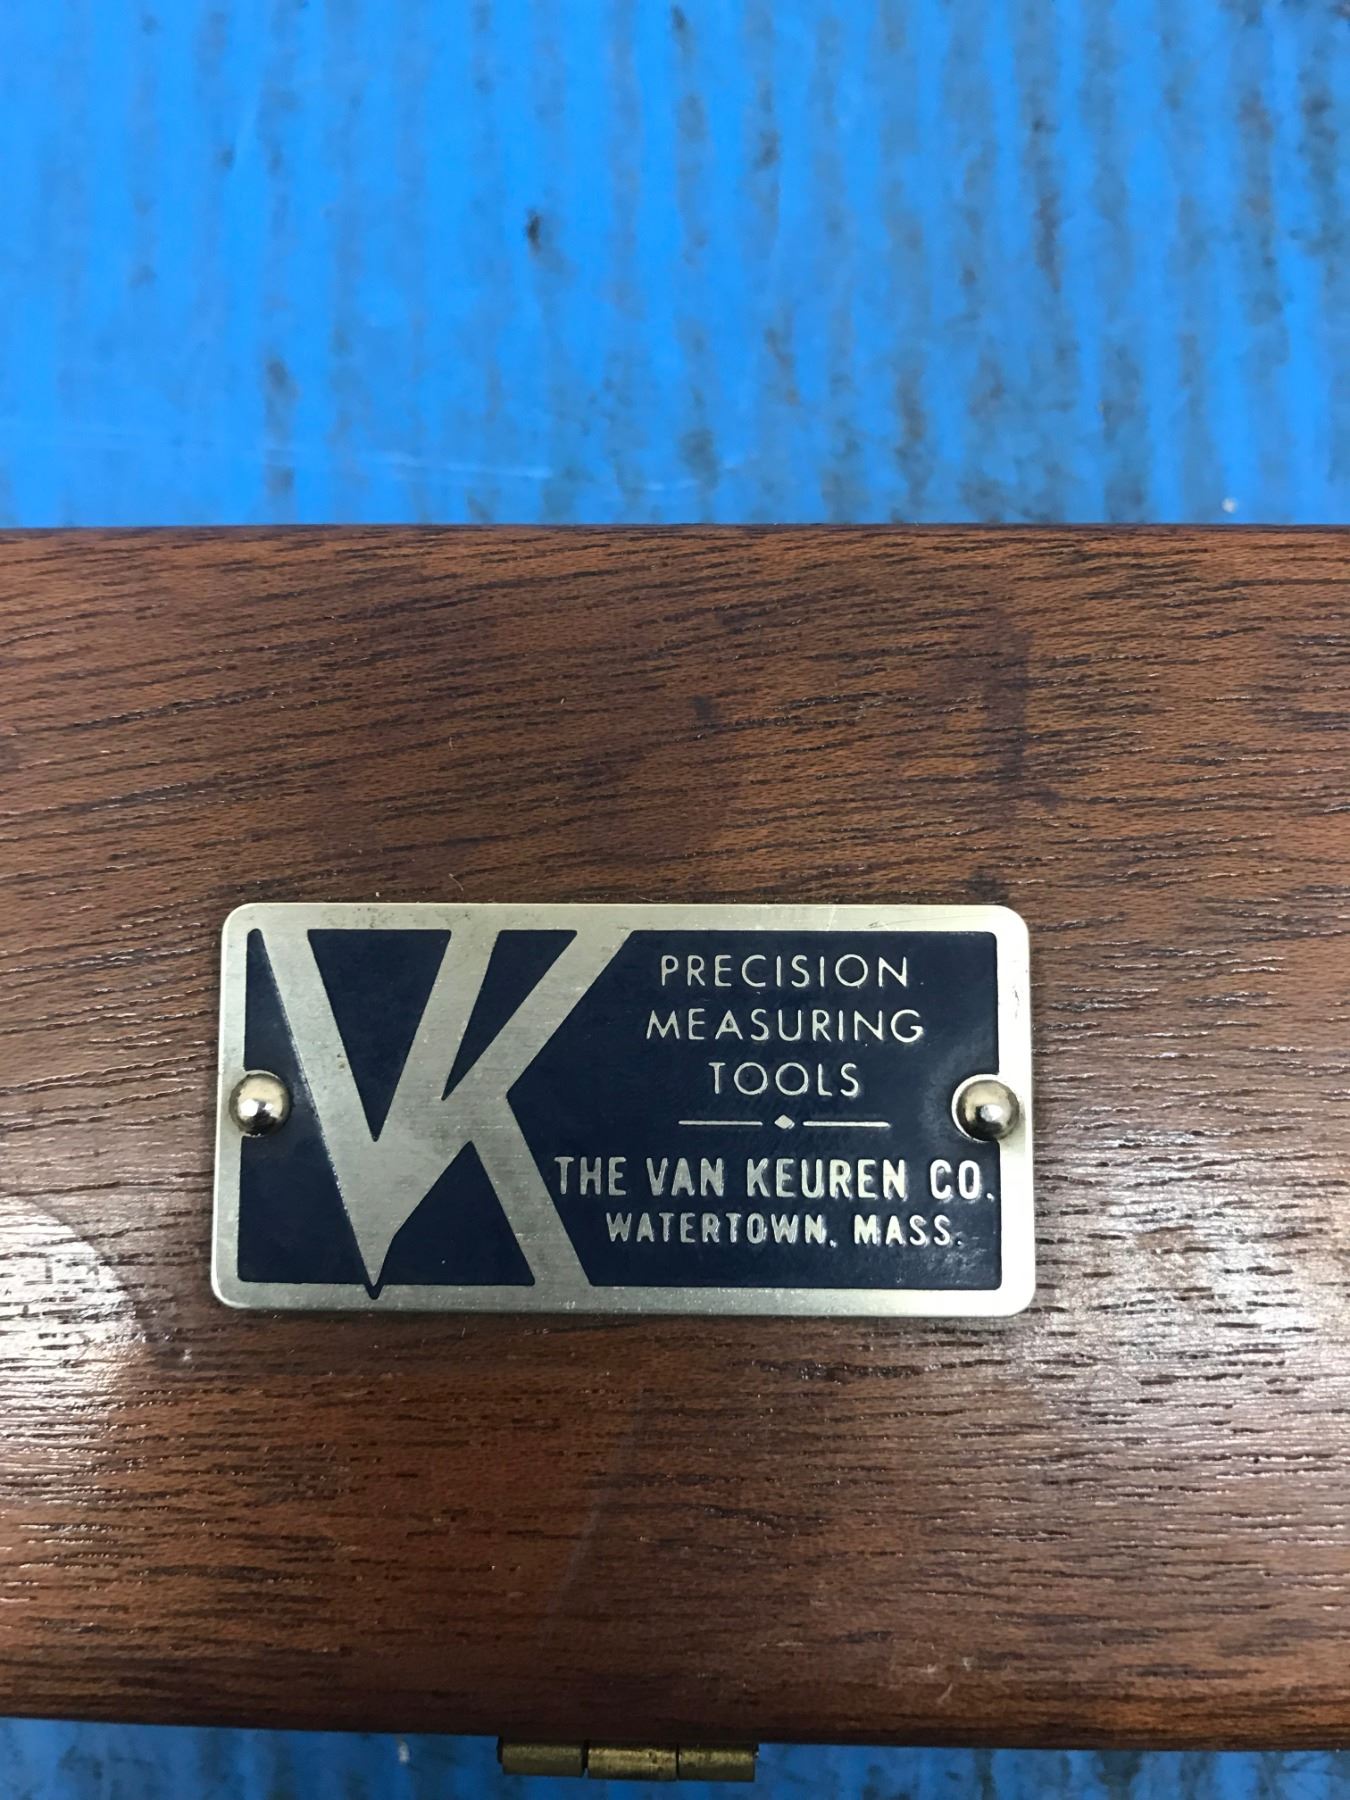 VK
PRECISION
MEASURING
TOOLS
THE VAN KEUREN CO.
WATERTOWN, MASS.